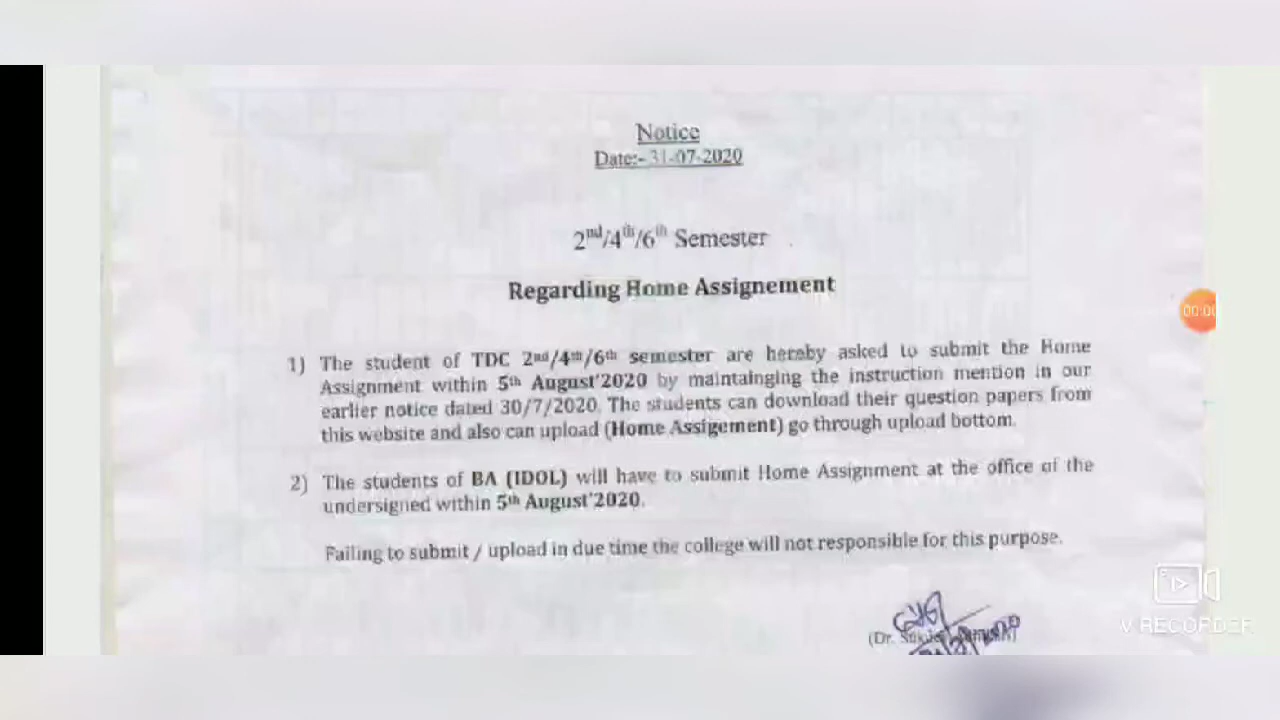 Notice
Date:- 31-07-2020
2nd/4th/6th Semester
Regarding Home Assignement
1) The student of TDC 2nd/4th/6th semester are hereby asked to submit the Home
Assignment within 5th August'2020 by maintainging the instruction mention in our
earlier notice dated 30/7/2020. The students can download their question papers from
this website and also can upload (Home Assigement) go through upload bottom.
2) The students of BA (IDOL) will have to submit Home Assignment at the office of the
undersigned within 5th August'2020.
Failing to submit / upload in due time the college will not responsible for this purpose.
(Dr.
00:0
V RECORDER